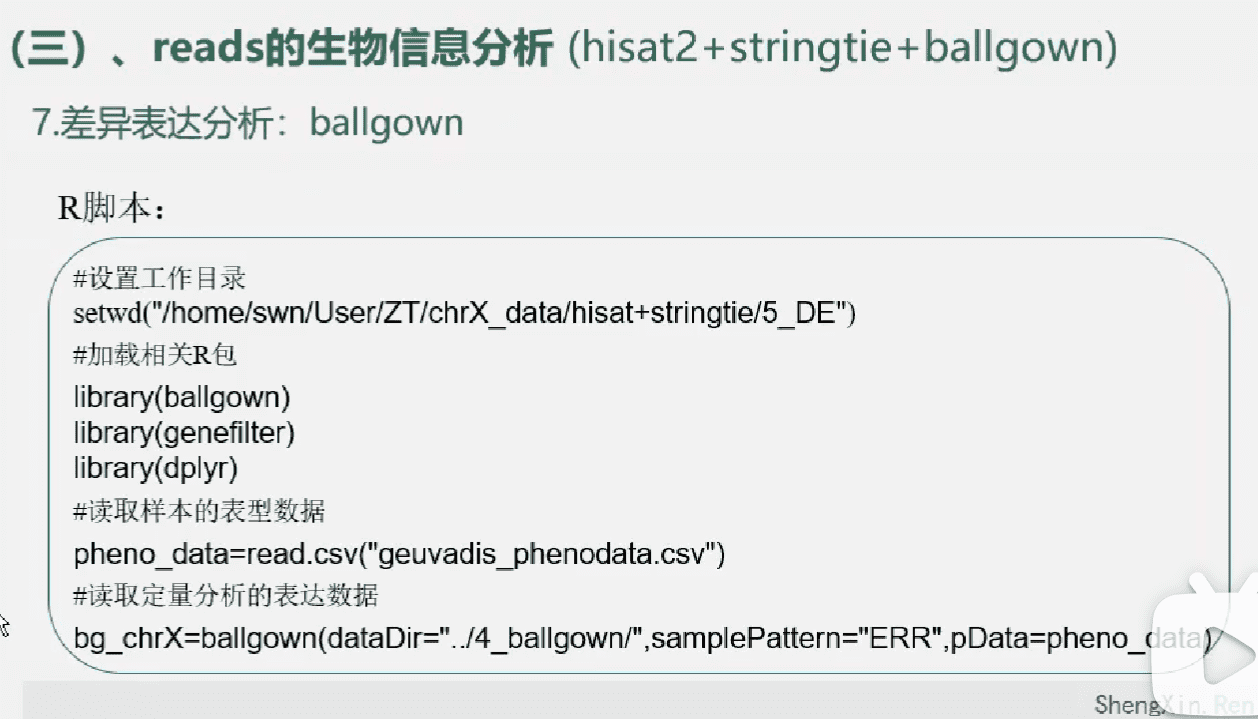 (三) 、reads的生物信息分析 (hisat2+stringtie+ballgown)
7.差异表达分析：ballgown
R脚本：
#设置工作目录
setwd("/home/swn/User/ZT/chrX_data/hisat+stringtie/5_DE")
#加载相关R包
library(ballgown)
library(genefilter)
library(dplyr)
#读取样本的表型数据
pheno_data=read.csv("geuvadis_phenodata.csv")
#读取定量分析的表达数据
bg_chrX=ballgown(dataDir="../4_ballgown/",samplePattern="ERR",pData=pheno_data)
ShengXin.Ren